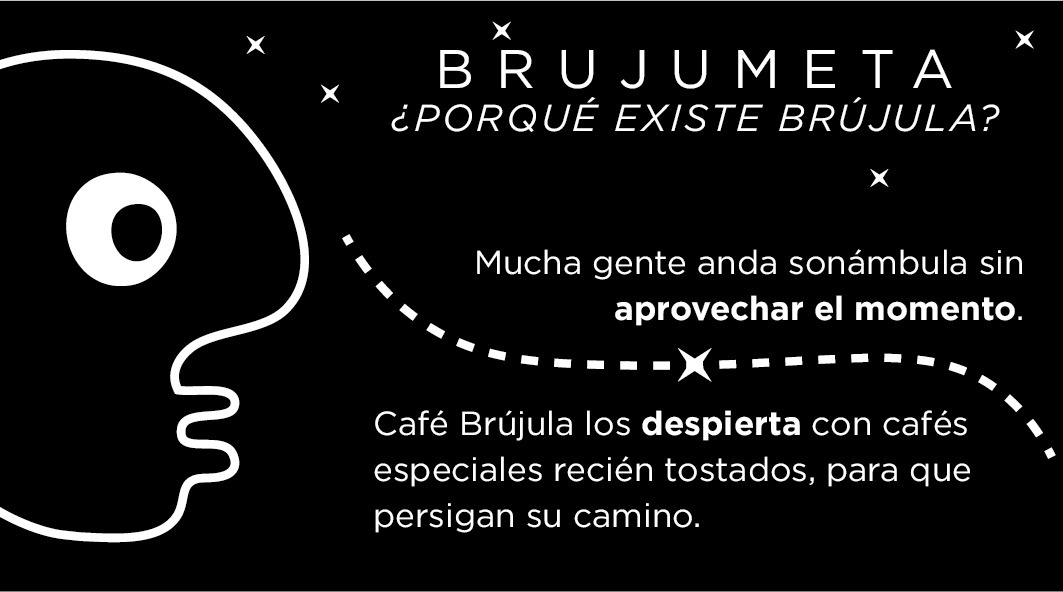 BRUJUMETA
¿PORQUÉ EXISTE BRÚJULA?
Mucha gente anda sonámbula sin
aprovechar el momento.
Café Brújula los despierta con cafés
especiales recién tostados, para que
persigan su camino.